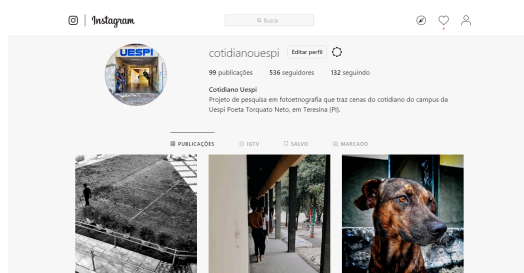 Instagram
Busca
cotidianouespi Editar perfil
99 publicações 536 seguidores 132 seguindo
Cotidiano Uespi
Projeto de pesquisa em fotoetnografia que traz cenas do cotidiano do campus da
Uespi Poeta Torquato Neto, em Teresina (PI).
UESPI
PUBLICAÇÕES IGTV SALVO MARCADO